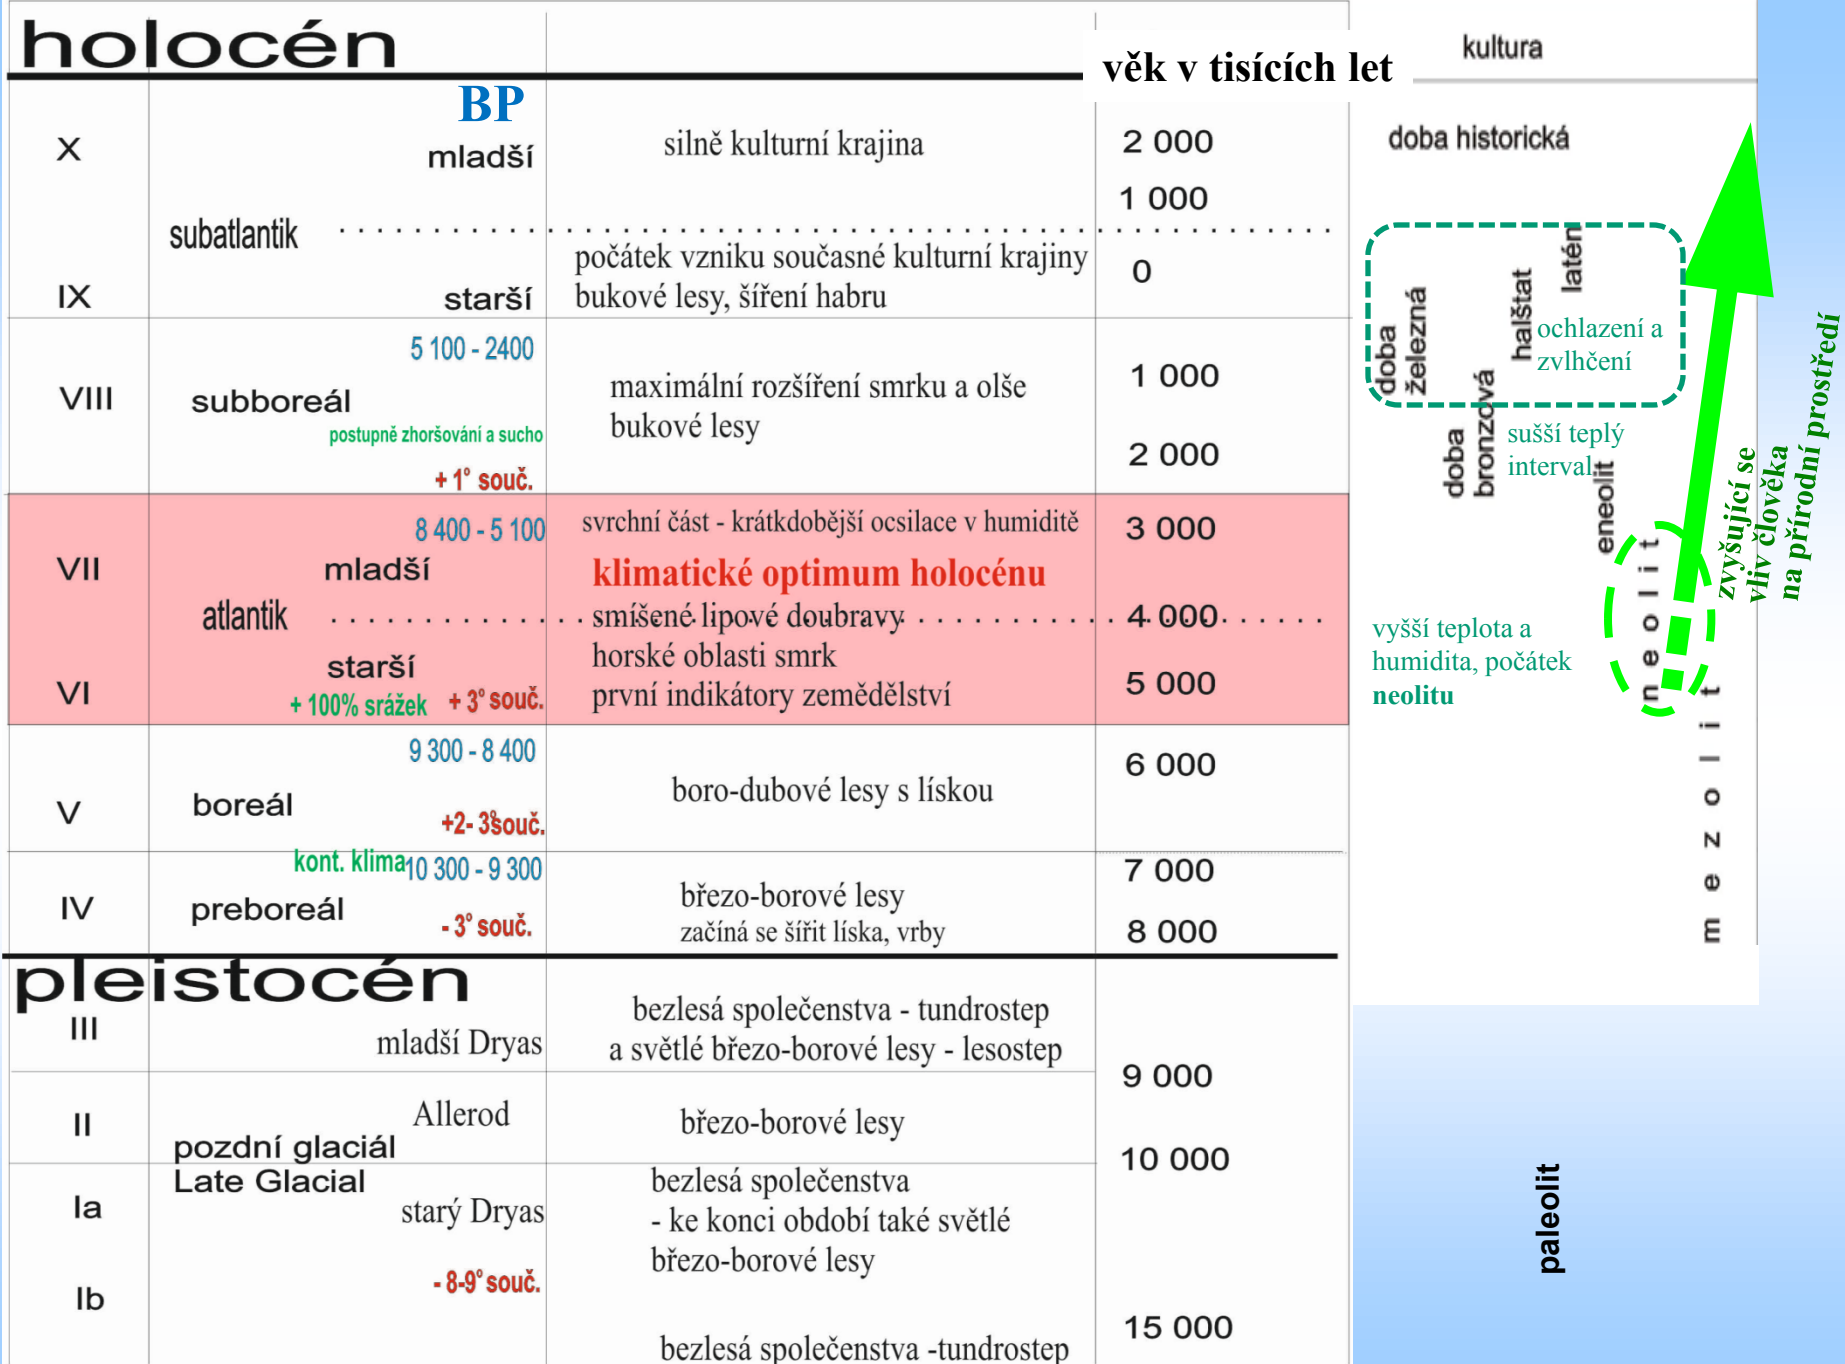 holocén
věk v tisících let
kultura
BP
X
mladší
silně kulturní krajina
2 000
doba historická
1 000
subatlantik
počátek vzniku současné kulturní krajiny
0
IX
starší
bukové lesy, šíření habru
latén
halštat
doba
železná
ochlazení a
zvlhčení
5 100 - 2400
VIII
subboreál
maximální rozšíření smrku a olše
bukové lesy
1 000
postupně zhoršování a sucho
2 000
+ 1° souč.
doba
bronzová
sušší teplý
interval
eneolit
8 400 - 5 100
svrchní část - krátkdobější ocsilace v humiditě
3 000
VII
mladší
klimatické optimum holocénu
atlantik
smíšené lipové doubravy
4 000
starší
horské oblasti smrk
VI
+ 100% srážek
+ 3° souč.
první indikátory zemědělství
5 000
neolit
vyšší teplota a
humidita, počátek
neolitu
zvyšující se
vliv člověka
na přírodní prostředí
9 300 - 8 400
6 000
V
boreál
boro-dubové lesy s lískou
+2- 3°souč.
mezolit
kont. klima
10 300 - 9 300
7 000
IV
preboreál
březo-borové lesy
- 3° souč.
začíná se šířit líska, vrby
8 000
pleistocén
III
mladší Dryas
bezlesá společenstva - tundrostep
a světlé březo-borové lesy - lesostep
9 000
II
Allerod
březo-borové lesy
pozdní glaciál
Late Glacial
10 000
Ia
starý Dryas
bezlesá společenstva
- ke konci období také světlé
březo-borové lesy
paleolit
- 8-9° souč.
Ib
15 000
bezlesá společenstva -tundrostep